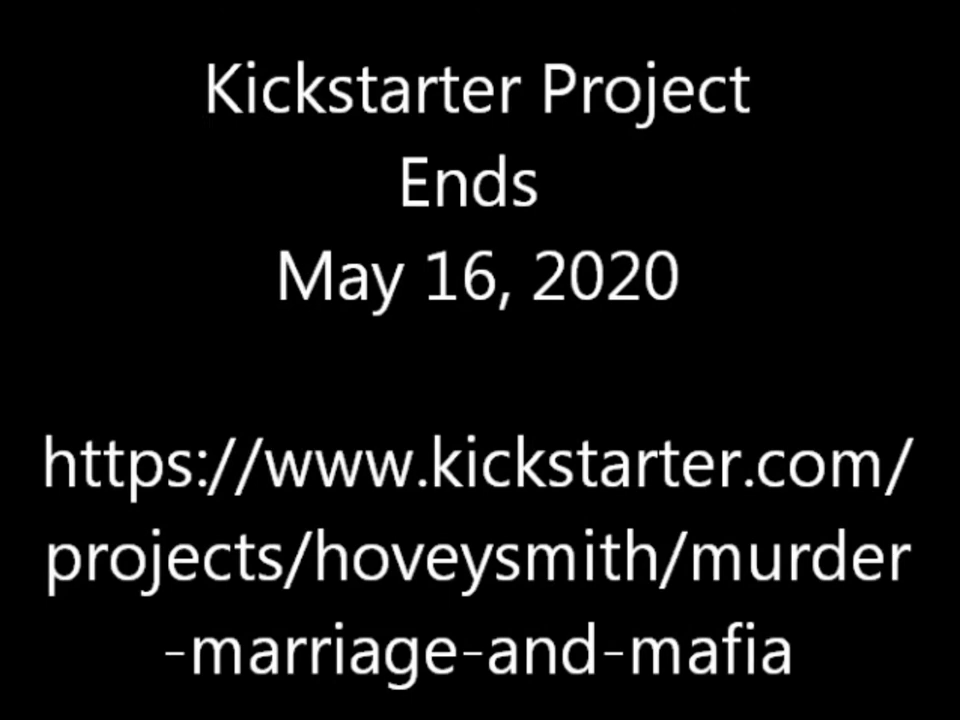 Kickstarter Project
Ends
May 16, 2020
https://www.kickstarter.com/
projects/hoveysmith/murder
-marriage-and-mafia